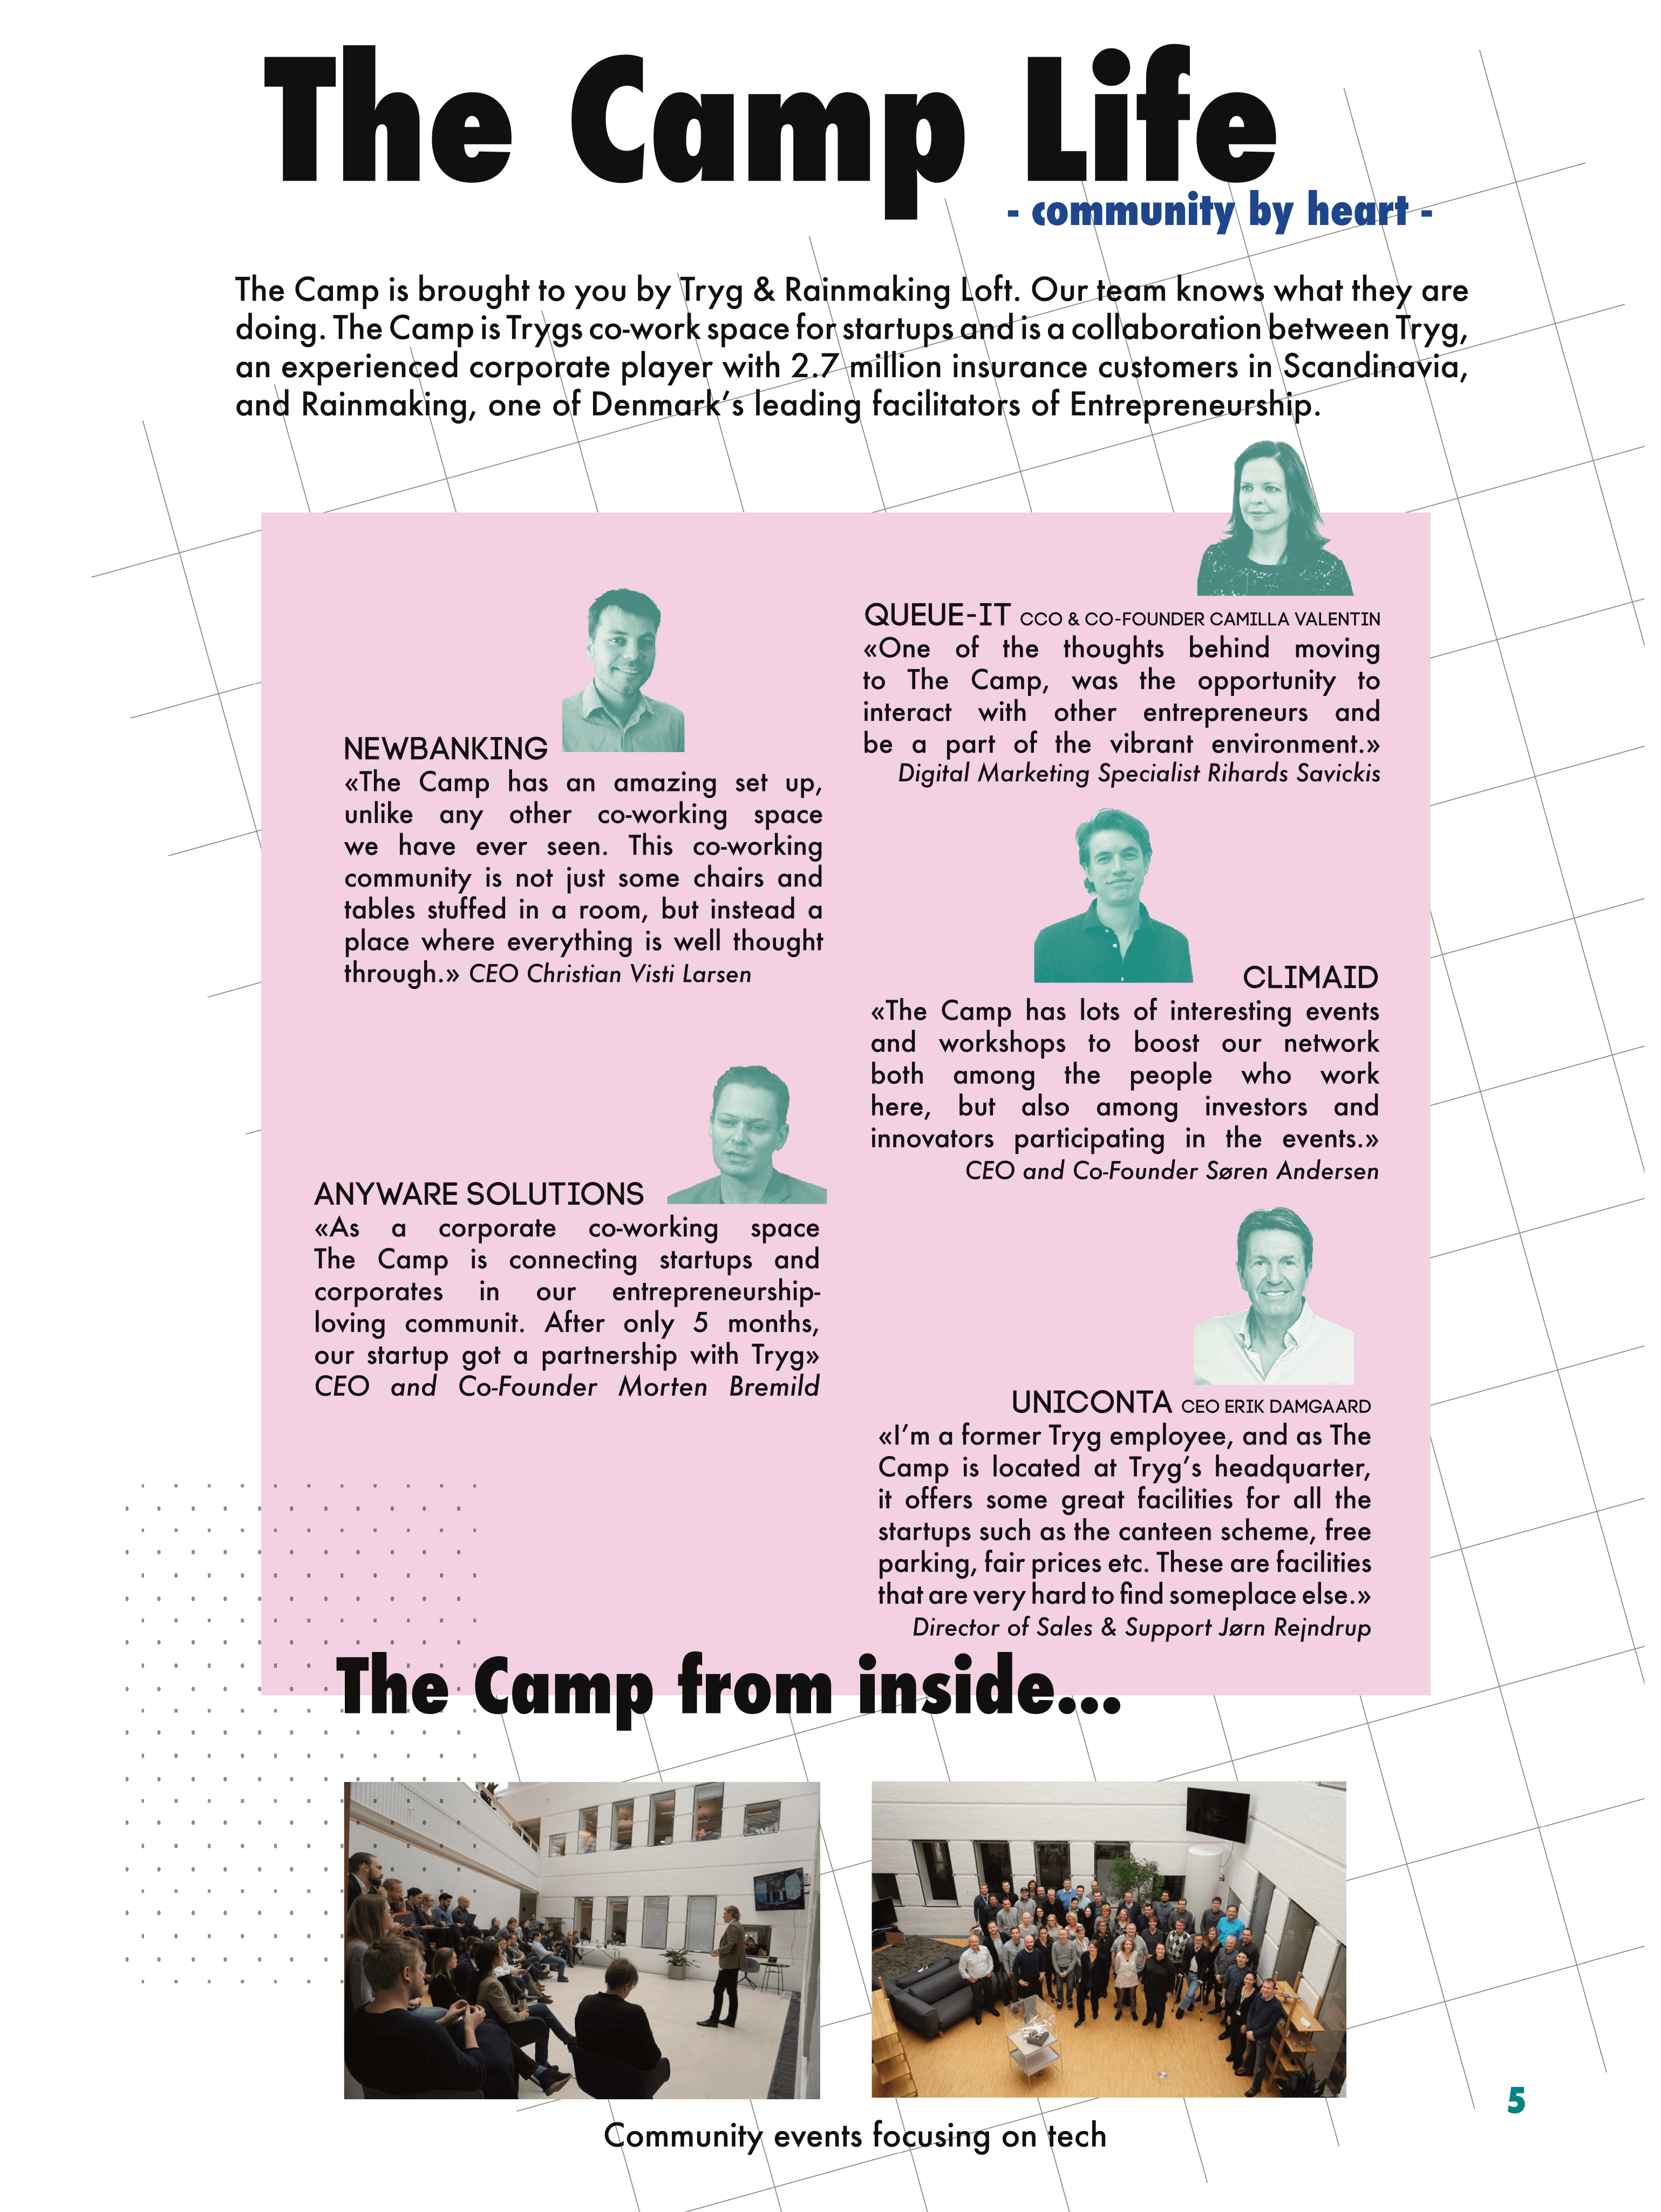 The Camp Life
- community by heart -
The Camp is brought to you by Tryg & Rainmaking Loft. Our team knows what they are
doing. The Camp is Trygs co-work space for startups and is a collaboration between Tryg,
an experienced corporate player with 2.7 million insurance customers in Scandinavia,
and Rainmaking, one of Denmark's leading facilitators of Entrepreneurship.
NEWBANKING
«The Camp has an amazing set up,
unlike any other co-working space
we have ever seen. This co-working
community is not just some chairs and
tables stuffed in a room, but instead a
place where everything is well thought
through.» CEO Christian Visti Larsen
ANYWARE SOLUTIONS
«As a corporate co-working space
The Camp is connecting startups and
corporates in our entrepreneurship-
loving communit. After only 5 months,
our startup got a partnership with Tryg»
CEO and Co-Founder Morten Bremild
QUEUE-IT CCO & CO-FOUNDER CAMILLA VALENTIN
«One of the thoughts behind moving
to The Camp, was the opportunity to
interact with other entrepreneurs and
be a part of the vibrant environment.»
Digital Marketing Specialist Rihards Savickis
CLIMAID
«The Camp has lots of interesting events
and workshops to boost our network
both among the people who work
here, but also among investors and
innovators participating in the events.»
CEO and Co-Founder Søren Andersen
UNICONTA CEO ERIK DAMGAARD
«I'm a former Tryg employee, and as The
Camp is located at Tryg's headquarter,
it offers some great facilities for all the
startups such as the canteen scheme, free
parking, fair prices etc. These are facilities
that are very hard to find someplace else.»
Director of Sales & Support Jørn Rejndrup
The Camp from inside...
Community events focusing on tech
5